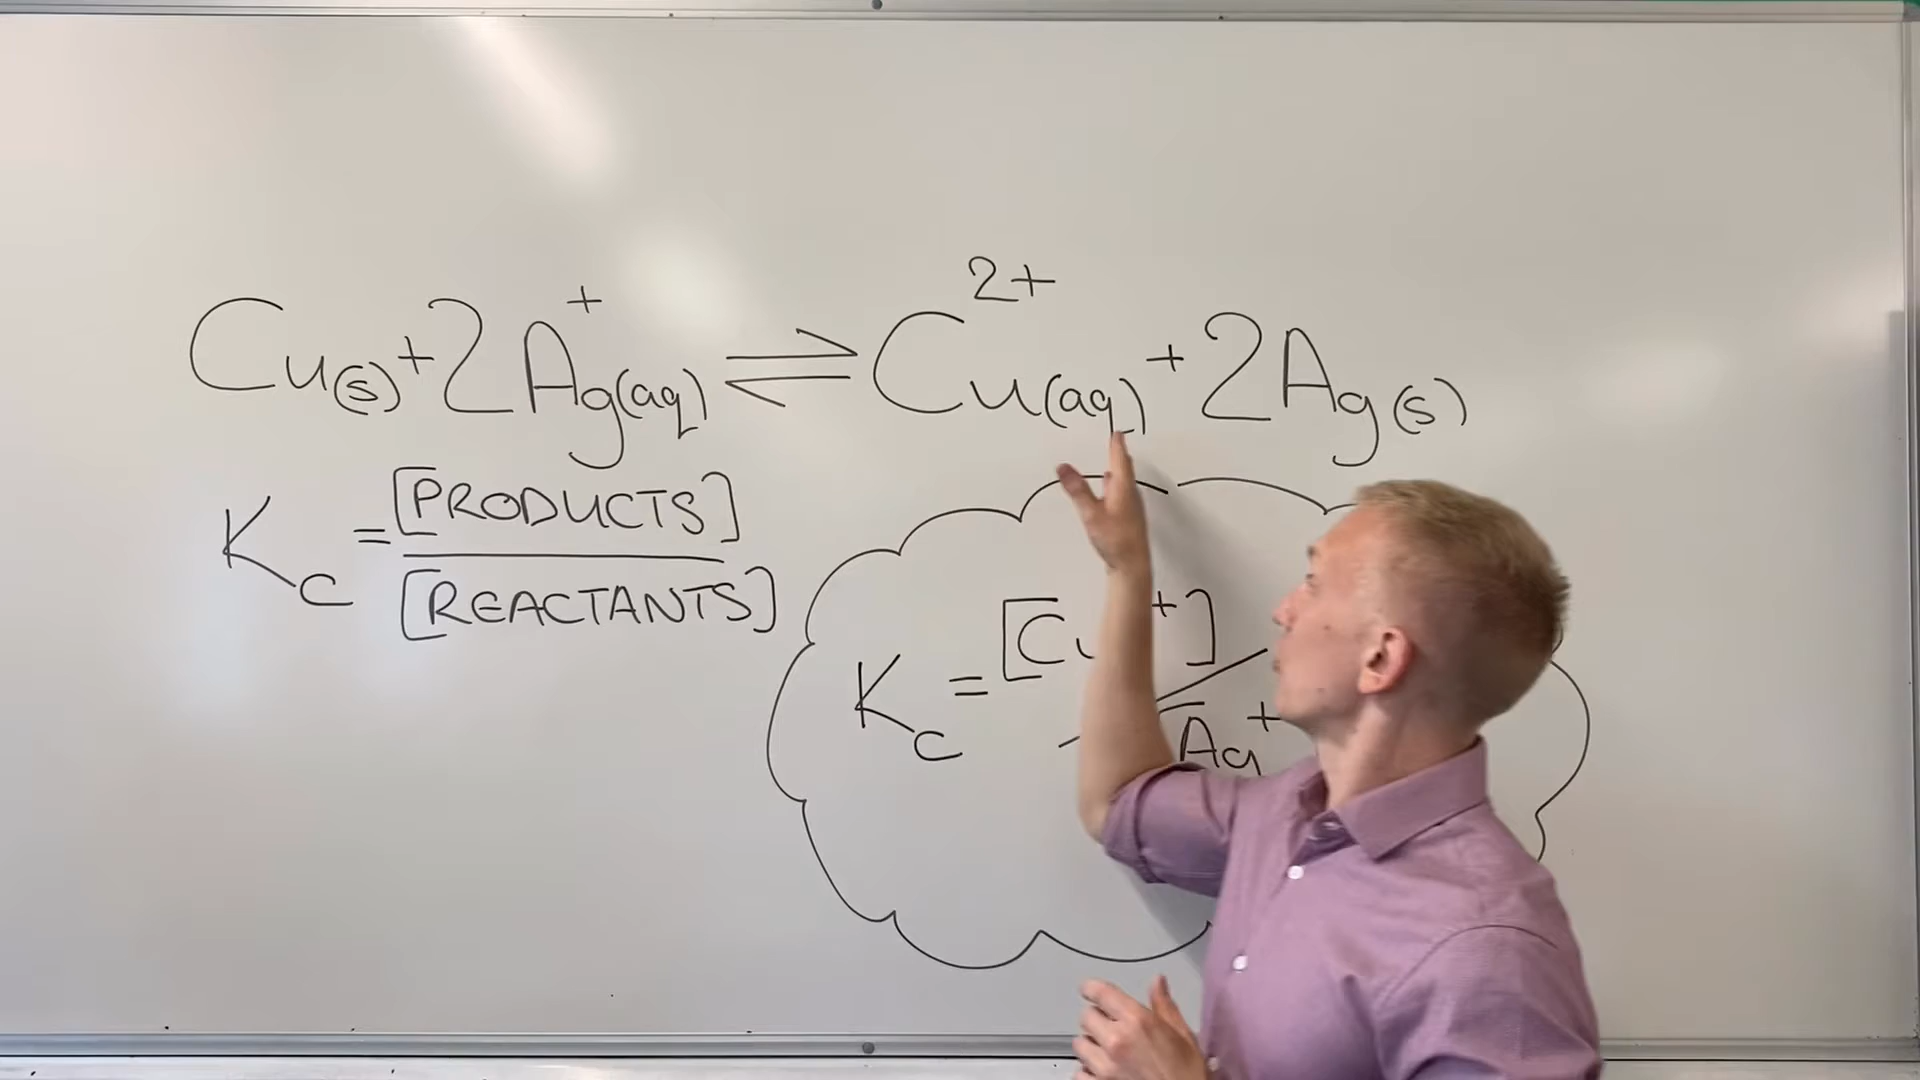 Cu(s) + 2Ag⁺(aq) ⇌ Cu²⁺(aq) + 2Ag(s)
Kc = [PRODUCTS]
[REACTANTS]
Kc = [Cu +]
Ag⁺